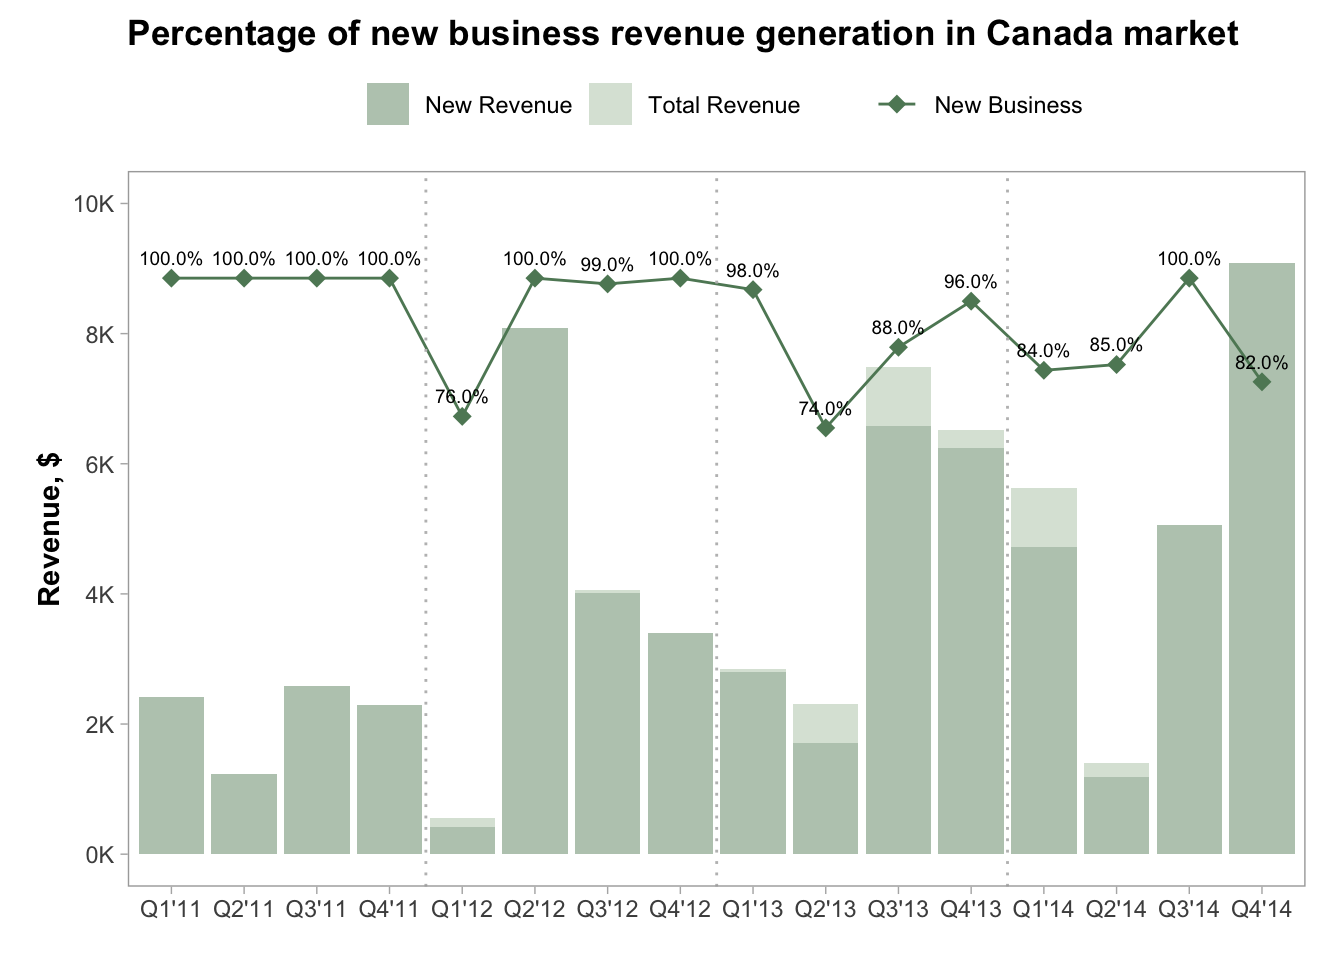 Percentage of new business revenue generation in Canada market
New Revenue Total Revenue New Business
Revenue, $
10K
8K
6K
4K
2K
0K
100.0% 100.0% 100.0% 100.0% 76.0% 100.0% 99.0% 100.0% 98.0% 74.0% 88.0% 96.0% 84.0% 85.0% 100.0% 82.0%
Q1'11 Q2'11 Q3'11 Q4'11 Q1'12 Q2'12 Q3'12 Q4'12 Q1'13 Q2'13 Q3'13 Q4'13 Q1'14 Q2'14 Q3'14 Q4'14